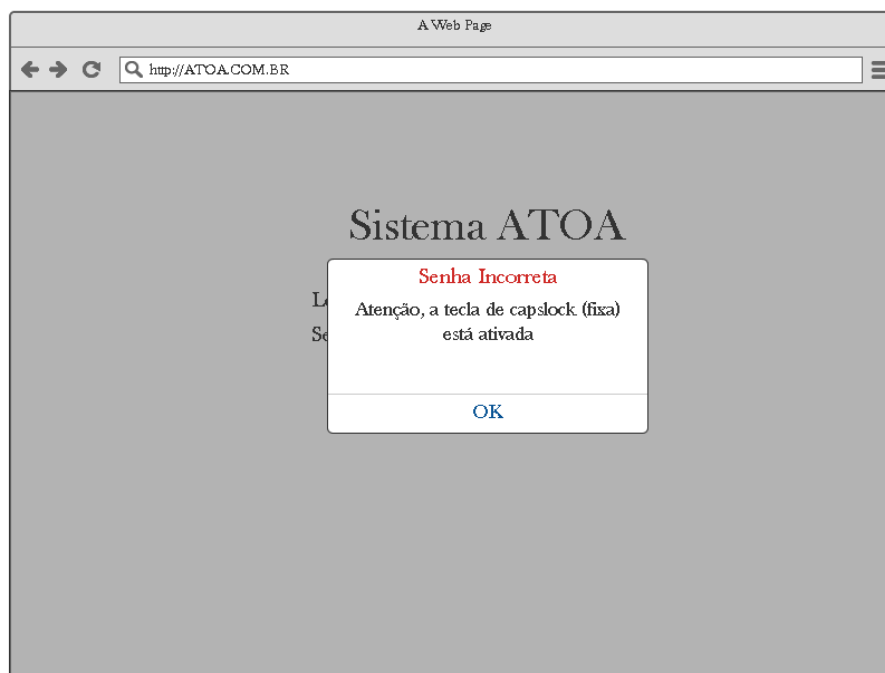 A Web Page
http://ATOA.COM.BR
Sistema ATOA
Senha Incorreta
Atenção, a tecla de capslock (fixa)
está ativada
OK